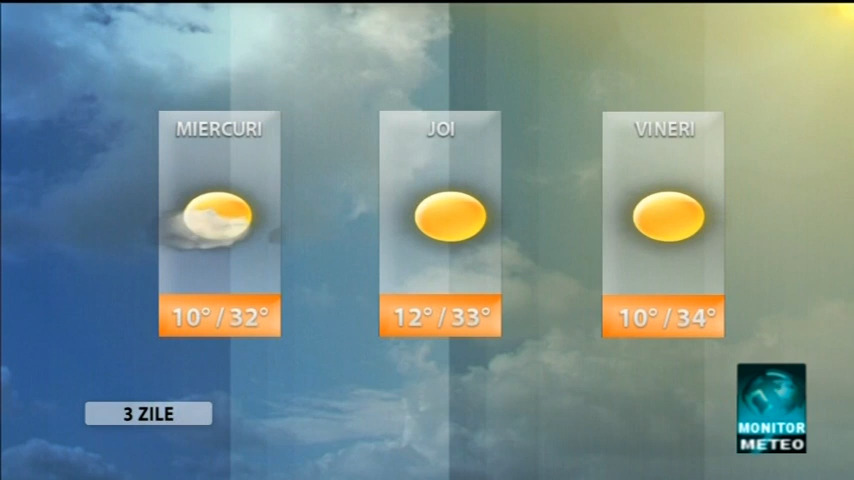 MIERCURI
JOI
VINERI
10° / 32°
12° / 33°
10° / 34°
3 ZILE
MONITOR
METEO